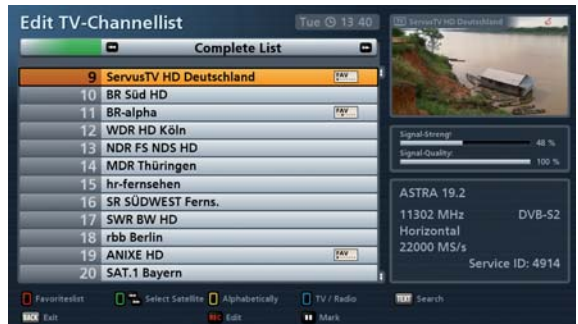 Edit TV-Channellist
Tue 13 40
Complete List
9 ServusTV HD Deutschland FAV
10 BR Süd HD
11 BR-alpha FAV
12 WDR HD Köln
13 NDR FS NDS HD
14 MDR Thüringen
15 hr-fernsehen
16 SR SÜDWEST Ferns.
17 SWR BW HD
18 rbb Berlin
19 ANIXE HD FAV
20 SAT.1 Bayern
ServusTV HD Deutschland
Signal-Strengt
48 %
Signal-Quality:
100 %
ASTRA 19.2
11302 MHz DVB-S2
Horizontal
22000 MS/s
Service ID: 4914
Favoriteslist Select Satellite Alphabetically TV / Radio TEXT Search
BACK Exit REC Edit Mark